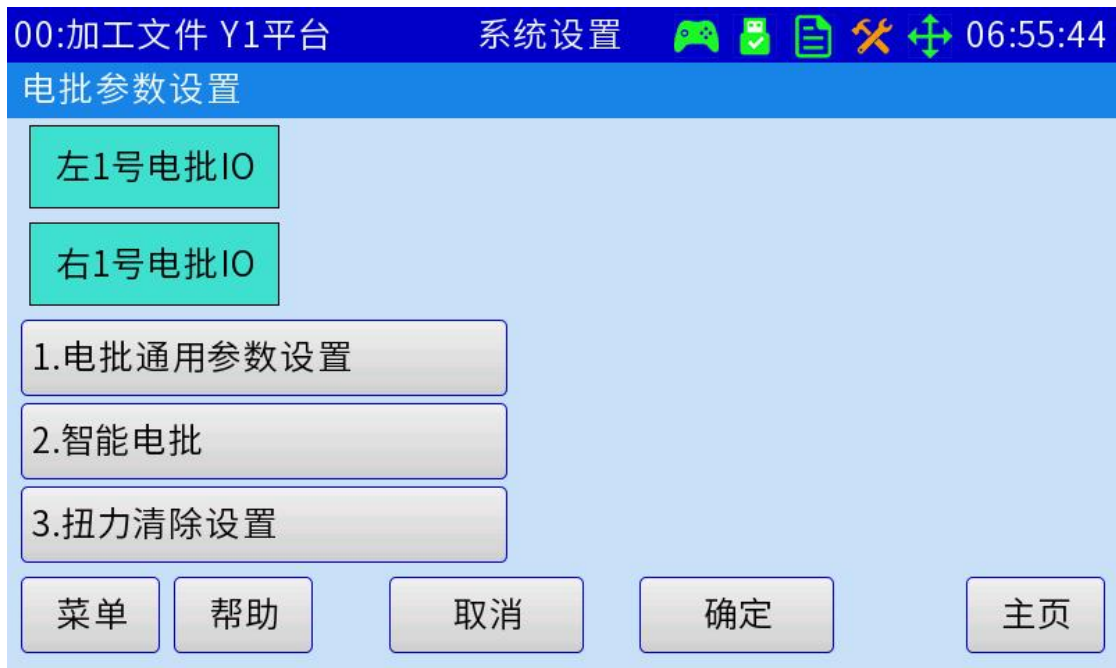 00:加工文件 Y1平台 系统设置 06:55:44
电批参数设置
左1号电批IO
右1号电批IO
1.电批通用参数设置
2.智能电批
3.扭力清除设置
菜单 帮助 取消 确定 主页